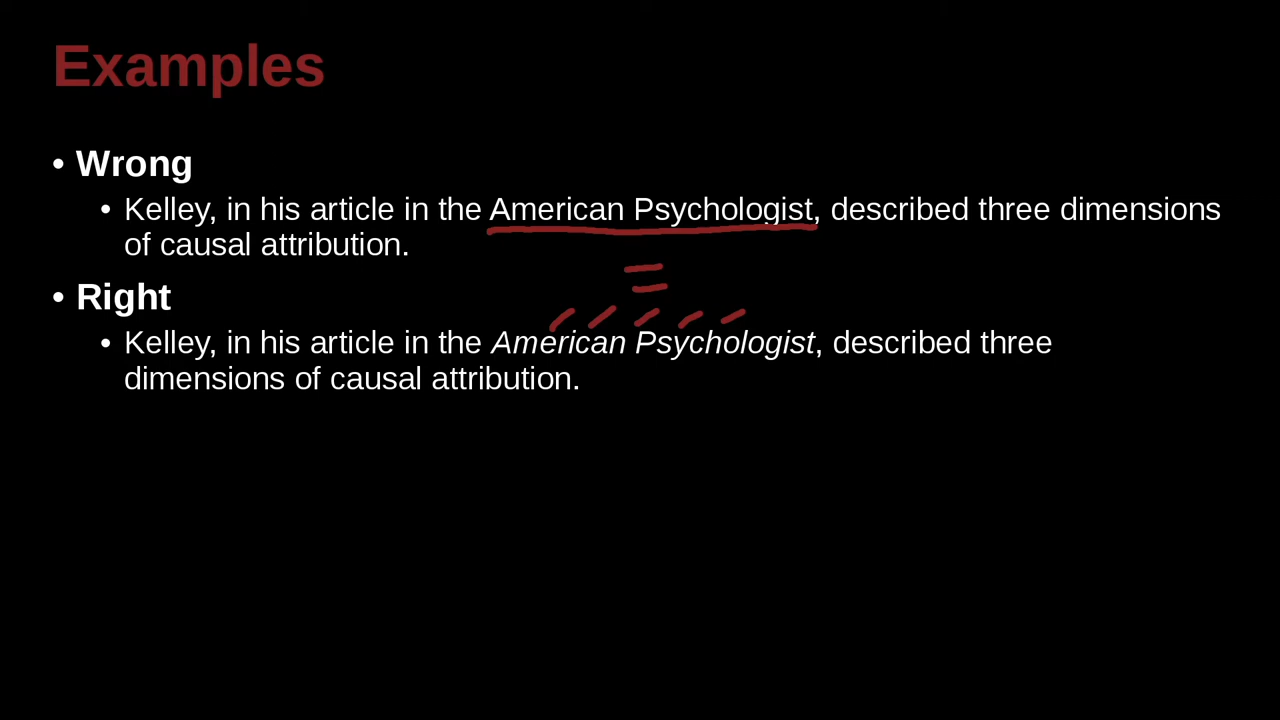 Examples
• Wrong
• Kelley, in his article in the American Psychologist, described three dimensions
of causal attribution.
• Right
• Kelley, in his article in the American Psychologist, described three
dimensions of causal attribution.